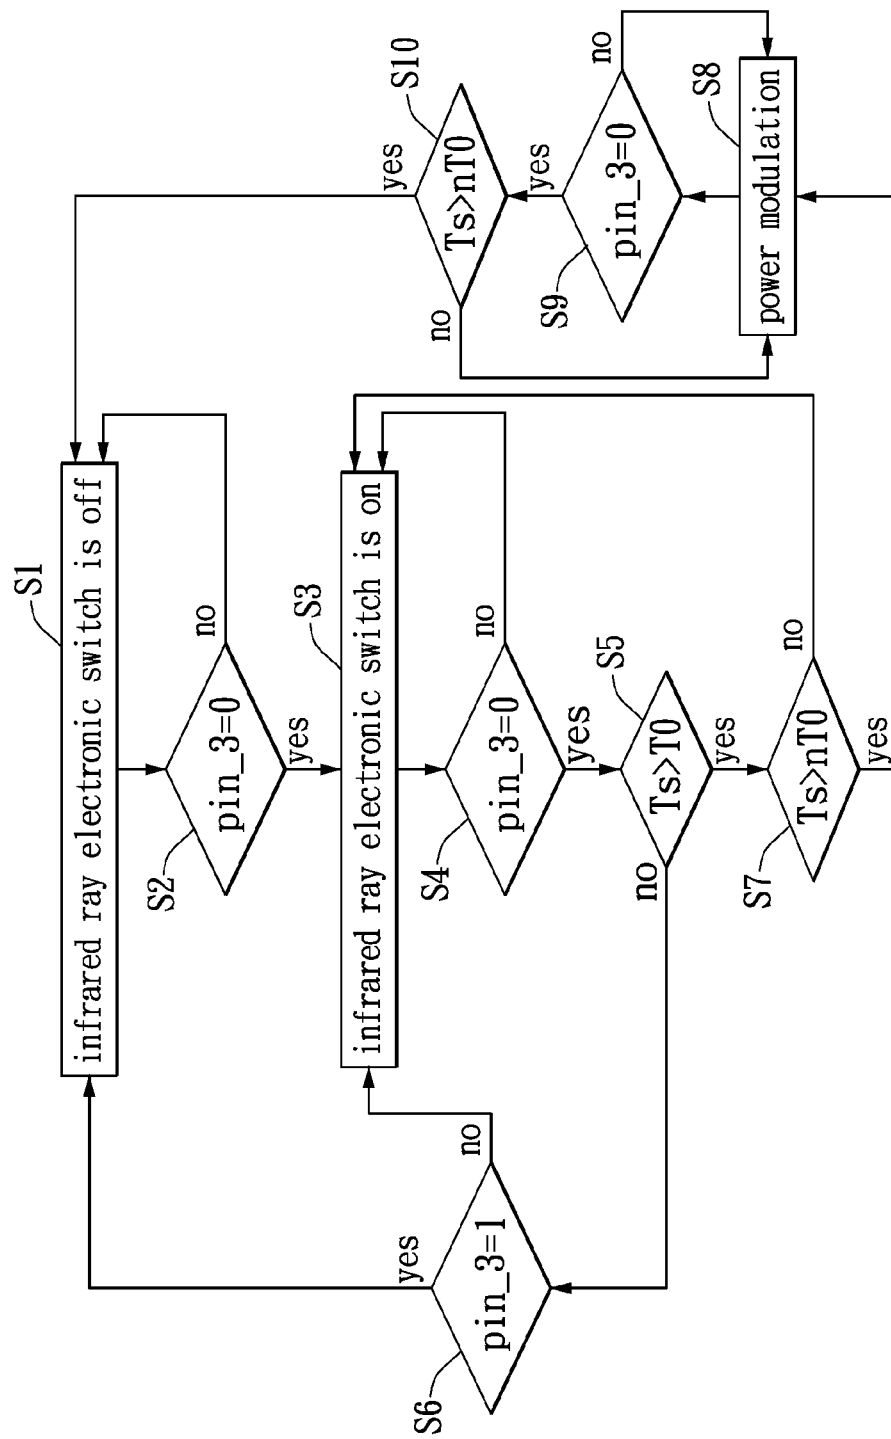 S1
infrared ray electronic switch is off
S2
pin_3=0
no
yes
S3
infrared ray electronic switch is on
S4
pin_3=0
no
yes
S5
Ts>T0
no
yes
S6
pin_3=1
yes
no
S7
Ts>nT0
no
yes
S8
power modulation
S9
pin_3=0
no
yes
S10
Ts>nT0
yes
no